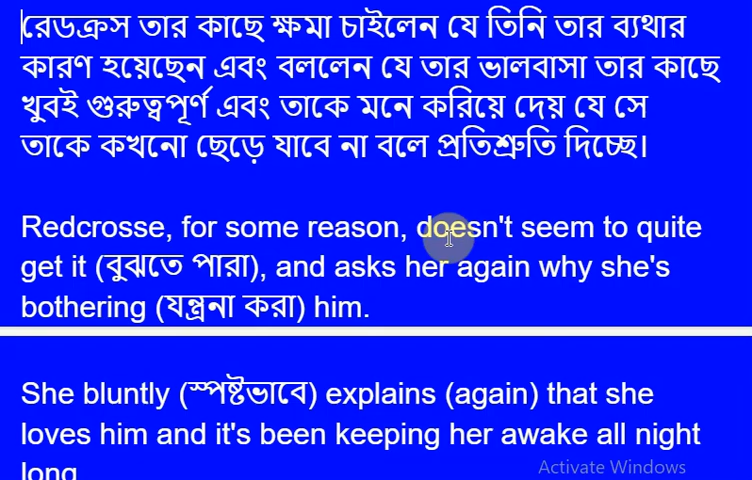 রেডক্রস তার কাছে ক্ষমা চাইলেন যে তিনি তার ব্যথার
কারণ হয়েছেন এবং বললেন যে তার ভালবাসা তার কাছে
খুবই গুরুত্বপূর্ণ এবং তাকে মনে করিয়ে দেয় যে সে
তাকে কখনো ছেড়ে যাবে না বলে প্রতিশ্রুতি দিচ্ছে।
Redcrosse, for some reason, doesn't seem to quite
get it (বুঝতে পারা), and asks her again why she's
bothering (যন্ত্রনা করা) him.
She bluntly (স্পষ্টভাবে) explains (again) that she
loves him and it's been keeping her awake all night
long
Activate Windows